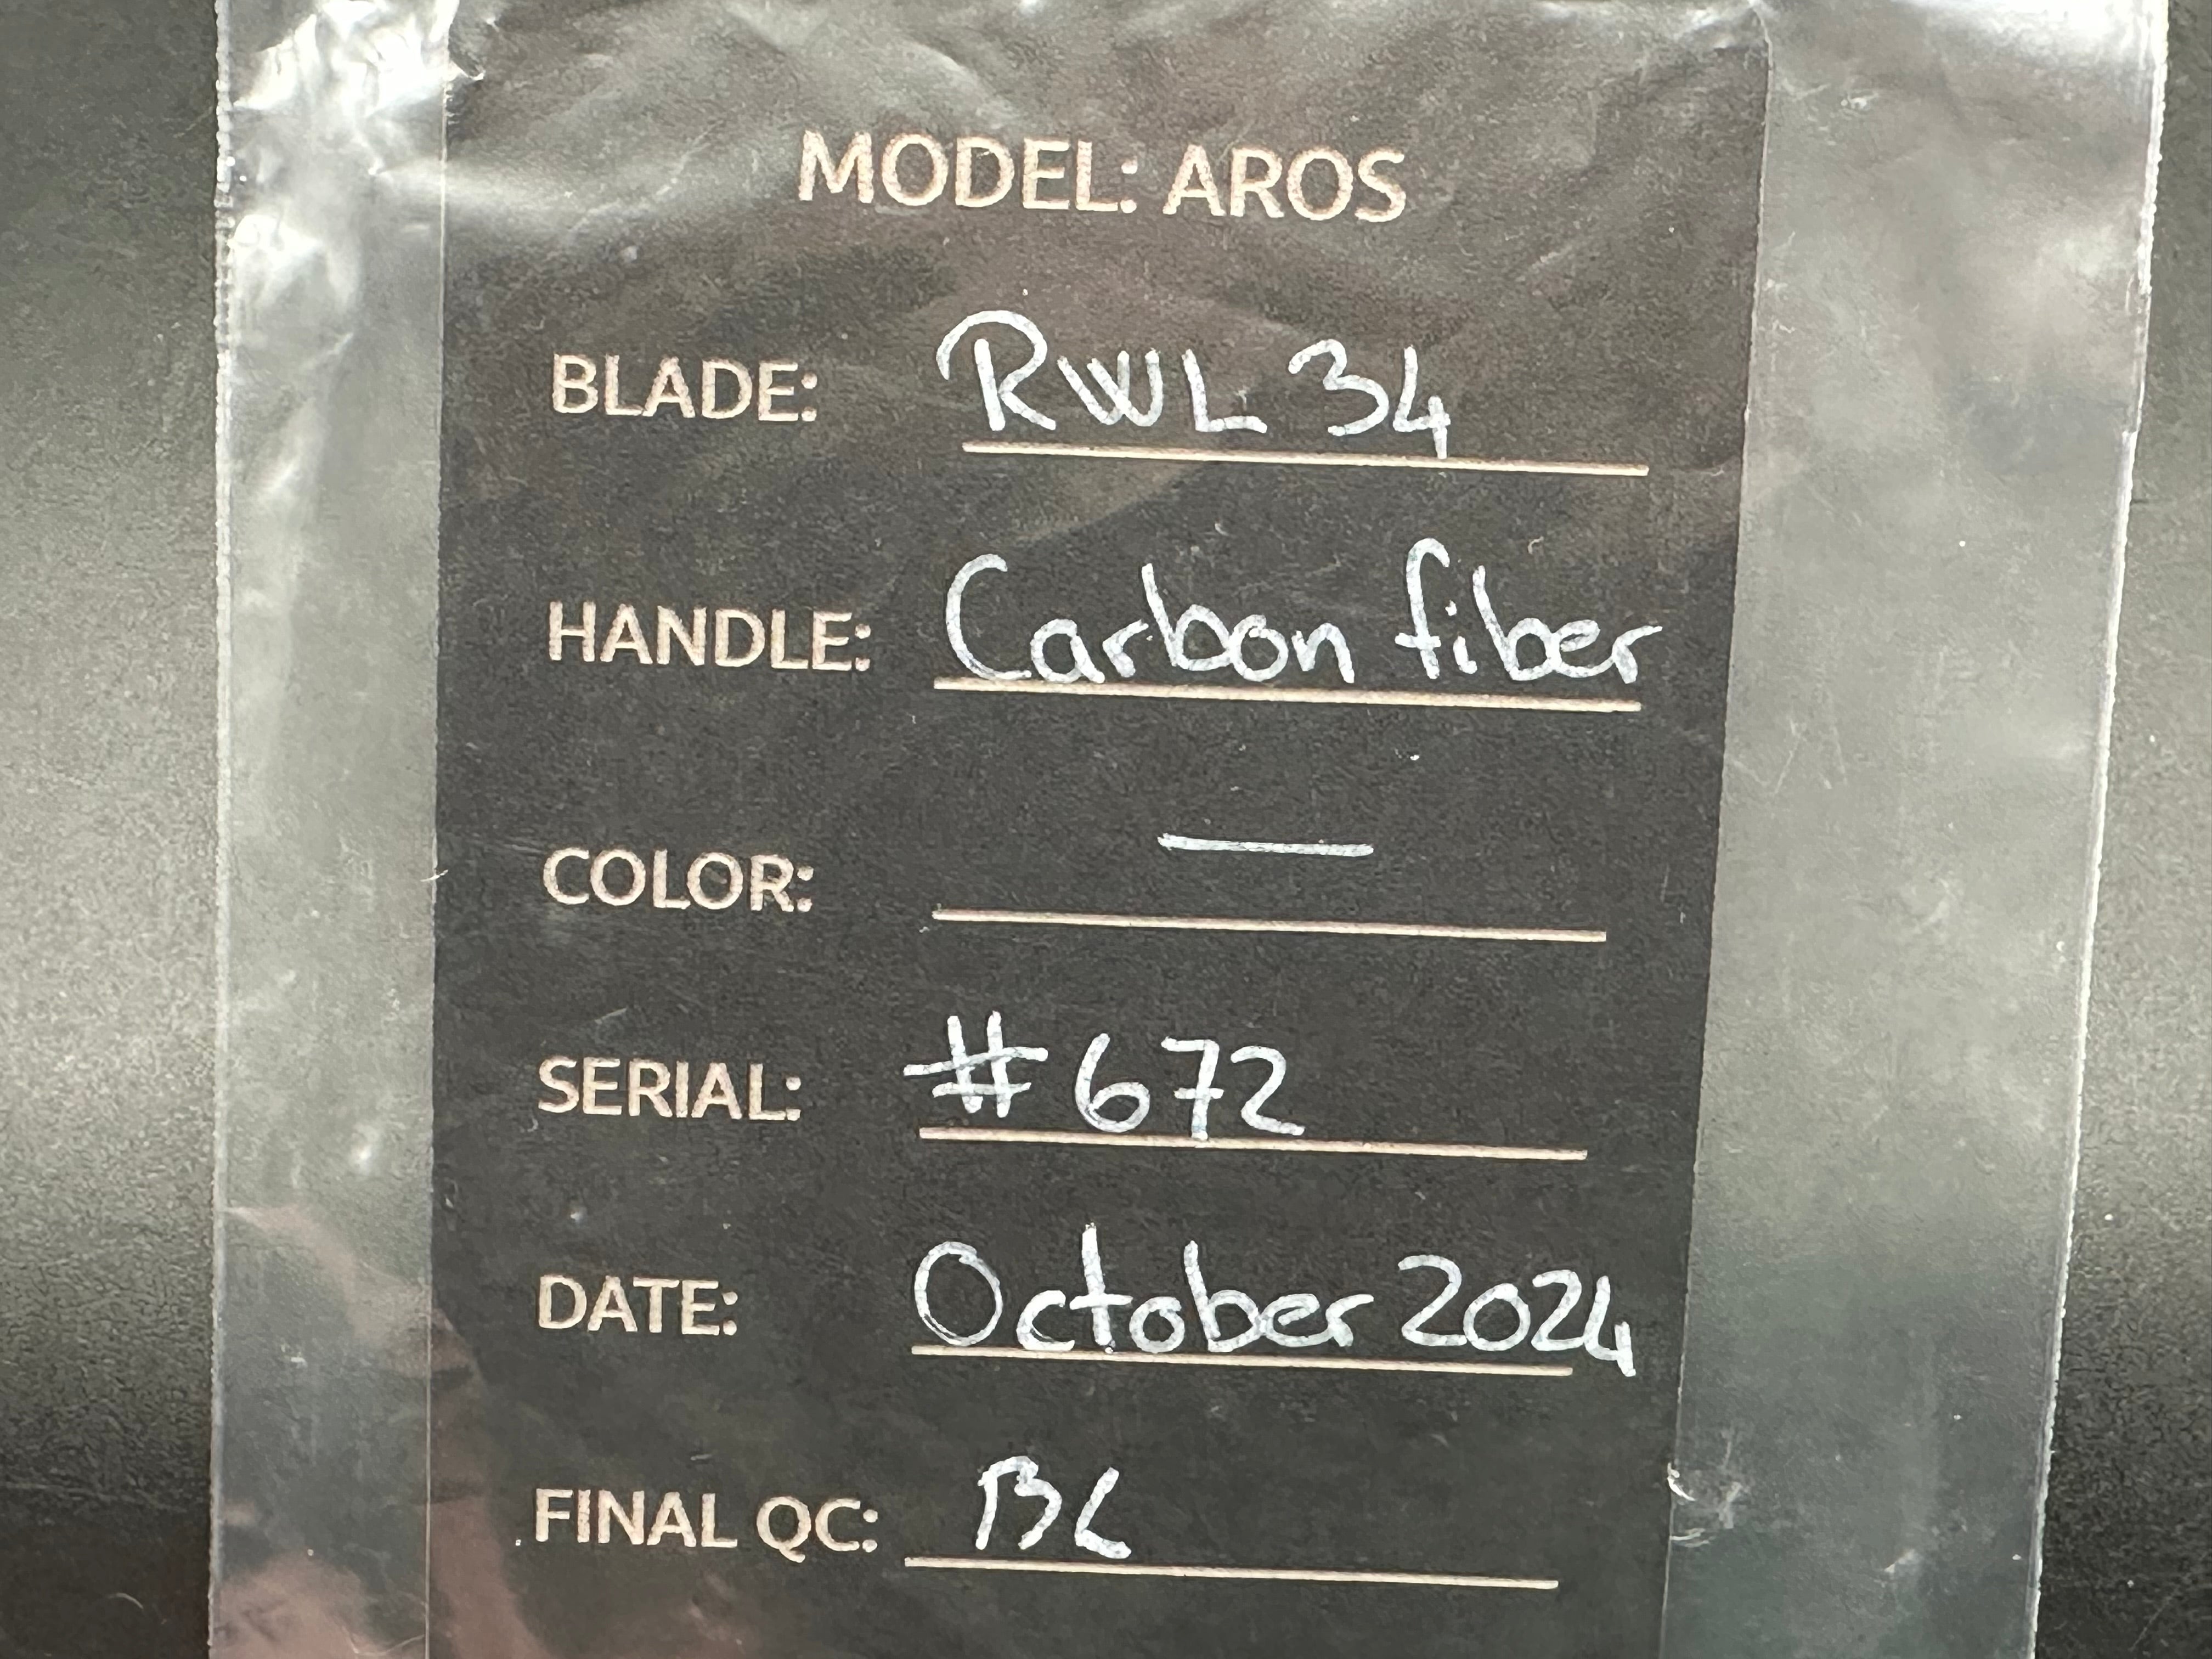 MODEL: AROS
BLADE: RWL 34
HANDLE: Carbon fiber
COLOR: —
SERIAL: #672
DATE: October 2024
FINAL QC: BL